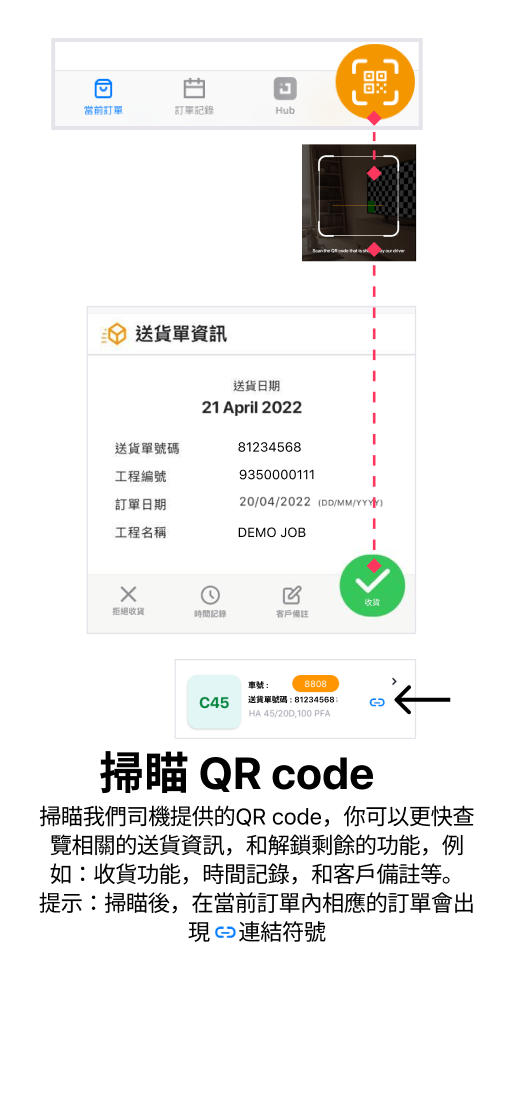 當前訂單
訂單記錄
Hub
Scan the QR code that is shown by our driver
送貨單資訊
送貨日期
21 April 2022
送貨單號碼 81234568
工程編號 9350000111
訂單日期 20/04/2022 (DD/MM/YYYY)
工程名稱 DEMO JOB
拒絕收貨
時間記錄
客戶備註
收貨
C45
車號 : 8808
送貨單號碼 : 81234568
HA 45/20D,100 PFA
掃瞄 QR code
掃瞄我們司機提供的QR code，你可以更快查
覽相關的送貨資訊，和解鎖剩餘的功能，例
如：收貨功能，時間記錄，和客戶備註等。
提示：掃瞄後，在當前訂單內相應的訂單會出
現 連結符號